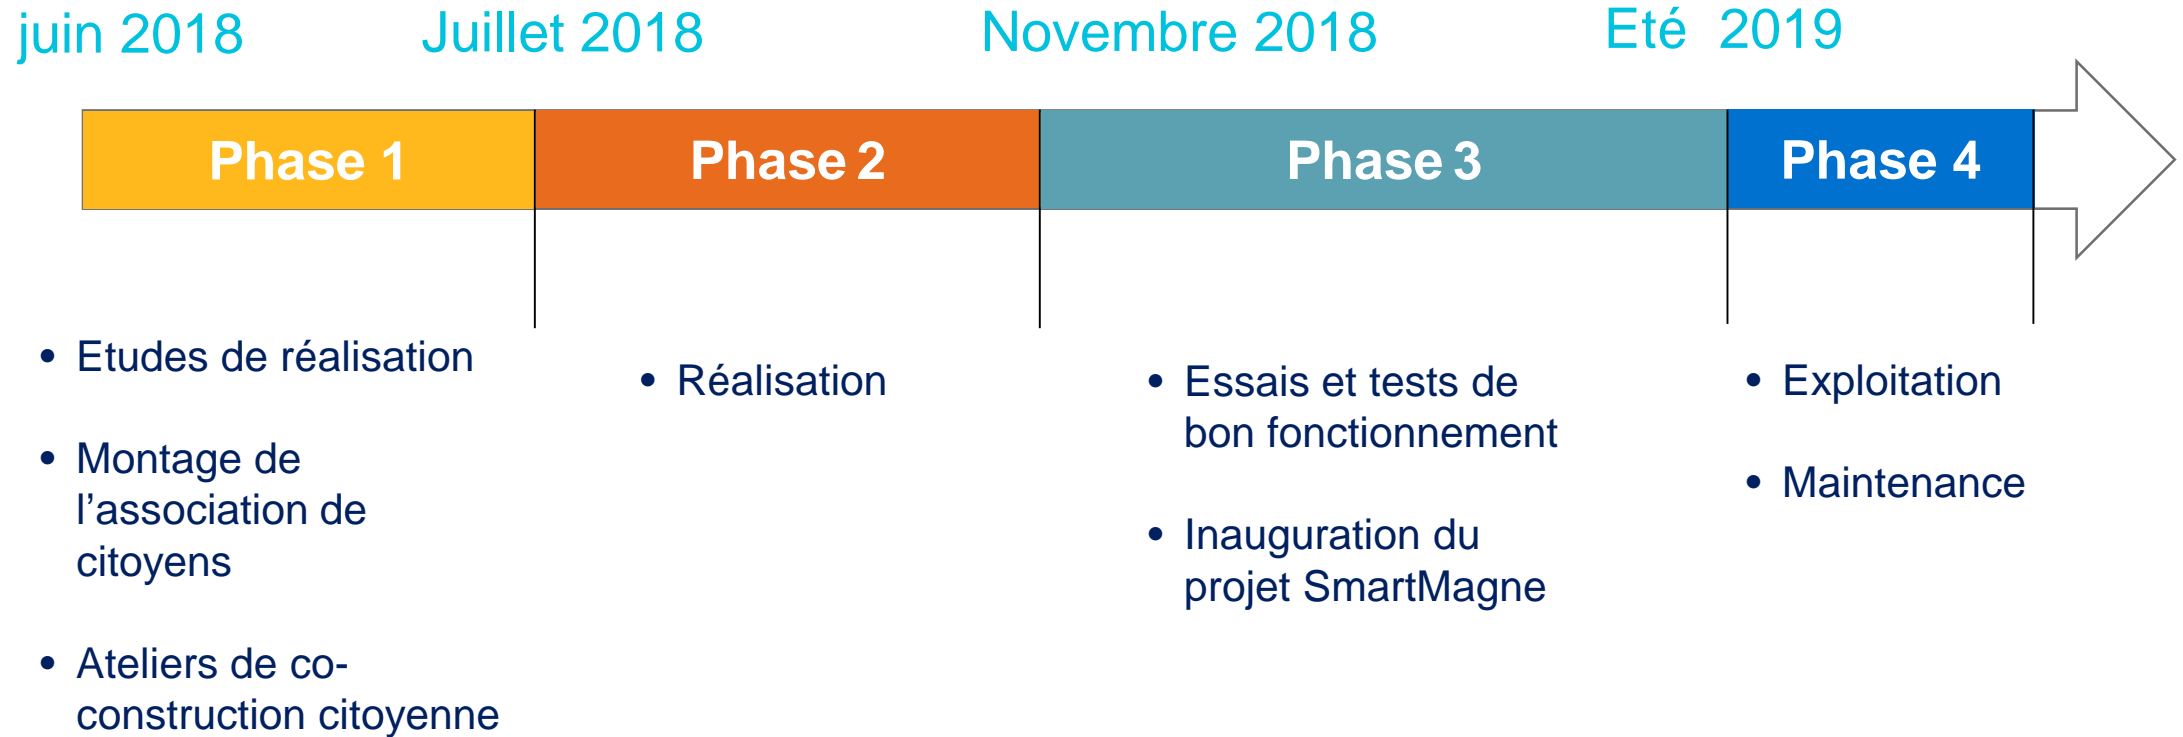 juin 2018
Juillet 2018
Novembre 2018
Eté 2019
Phase 1
Phase 2
Phase 3
Phase 4
• Etudes de réalisation
• Montage de
l’association de
citoyens
• Ateliers de co-
construction citoyenne
• Réalisation
• Essais et tests de
bon fonctionnement
• Inauguration du
projet SmartMagne
• Exploitation
• Maintenance